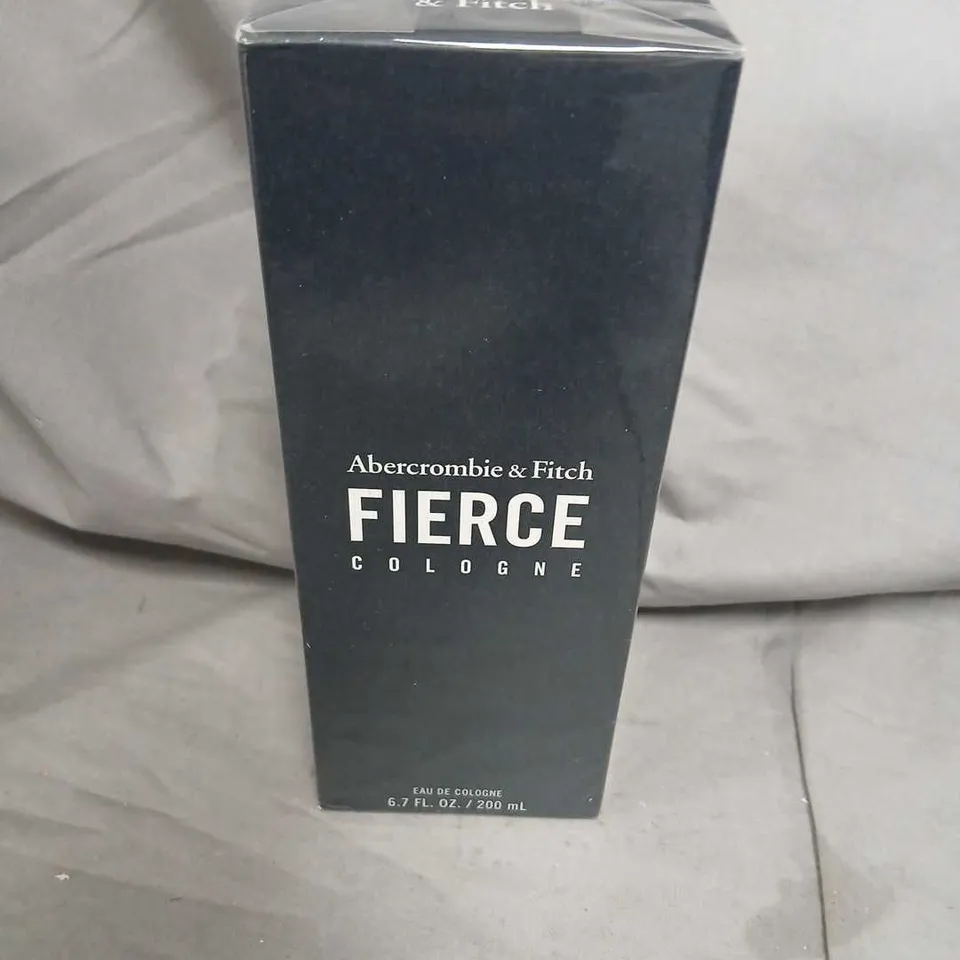 & Fitch
Abercrombie & Fitch
FIERCE
COLOGNE
EAU DE COLOGNE
6.7 FL. OZ. / 200 mL